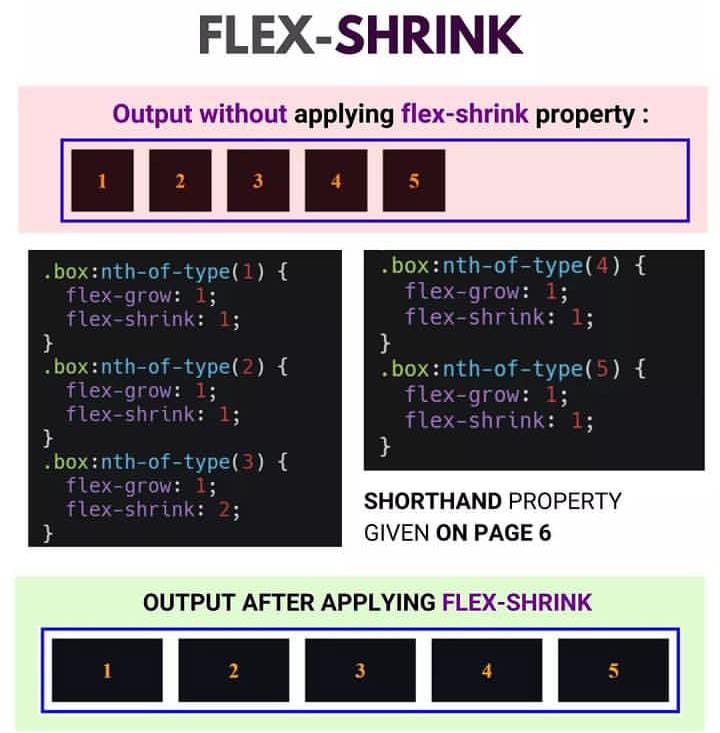 FLEX-SHRINK
Output without applying flex-shrink property :
1 2 3 4 5
.box:nth-of-type(1) {
flex-grow: 1;
flex-shrink: 1;
}
.box:nth-of-type(2) {
flex-grow: 1;
flex-shrink: 1;
}
.box:nth-of-type(3) {
flex-grow: 1;
flex-shrink: 2;
}
.box:nth-of-type(4) {
flex-grow: 1;
flex-shrink: 1;
}
.box:nth-of-type(5) {
flex-grow: 1;
flex-shrink: 1;
}
SHORTHAND PROPERTY
GIVEN ON PAGE 6
OUTPUT AFTER APPLYING FLEX-SHRINK
1 2 3 4 5